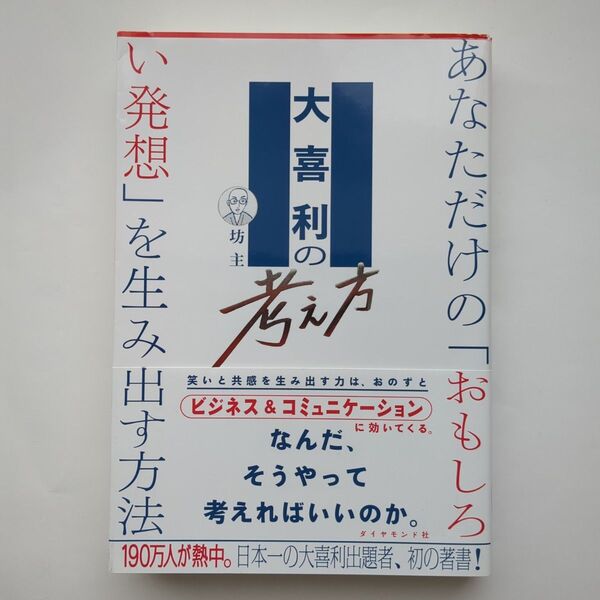 あなただけの「おもしろ
い発想」を生み出す方法
大喜利の
考え方
坊主
笑いと共感を生み出す力は、おのずと
ビジネス＆コミュニケーション
に効いてくる。
なんだ、
そうやって
考えればいいのか。
ダイヤモンド社
190万人が熱中。日本一の大喜利出題者、初の著書！